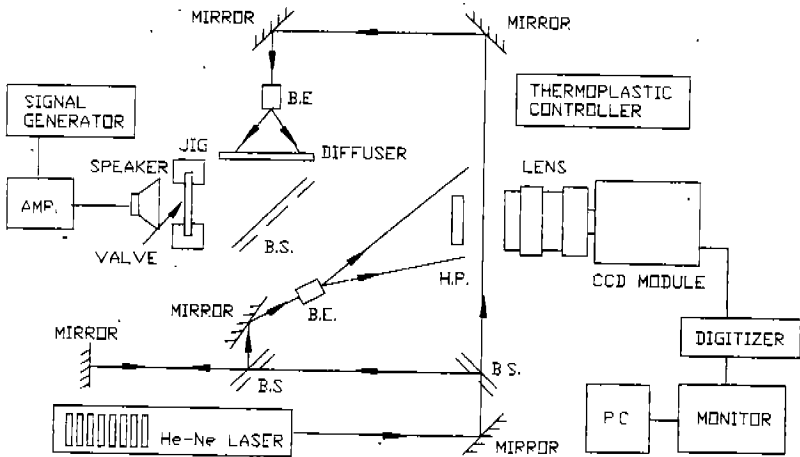 MIRROR
MIRROR
SIGNAL
GENERATOR
B.E
THERMOPLASTIC
CONTROLLER
JIG
DIFFUSER
SPEAKER
LENS
AMP.
VALVE
B.S.
H.P.
CCD MODULE
MIRROR
B.E.
MIRROR
DIGITIZER
B.S
B S.
PC
MONITOR
He-Ne LASER
MIRROR